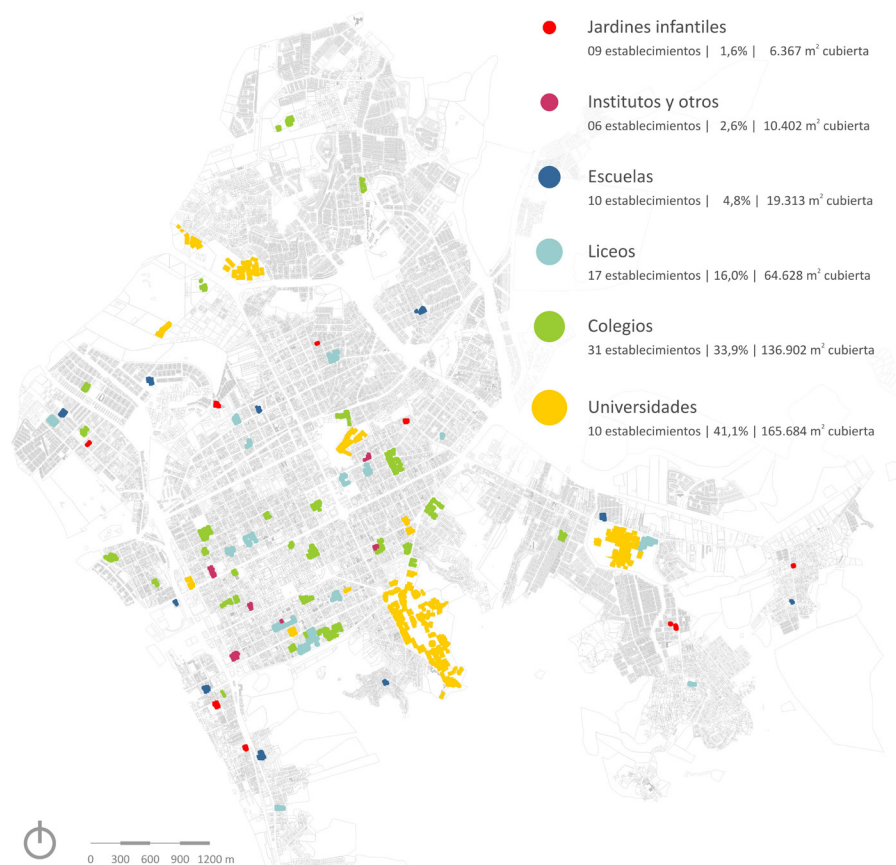 Jardines infantiles
09 establecimientos | 1,6% | 6.367 m² cubierta
Institutos y otros
06 establecimientos | 2,6% | 10.402 m² cubierta
Escuelas
10 establecimientos | 4,8% | 19.313 m² cubierta
Liceos
17 establecimientos | 16,0% | 64.628 m² cubierta
Colegios
31 establecimientos | 33,9% | 136.902 m² cubierta
Universidades
10 establecimientos | 41,1% | 165.684 m² cubierta
0 300 600 900 1200 m